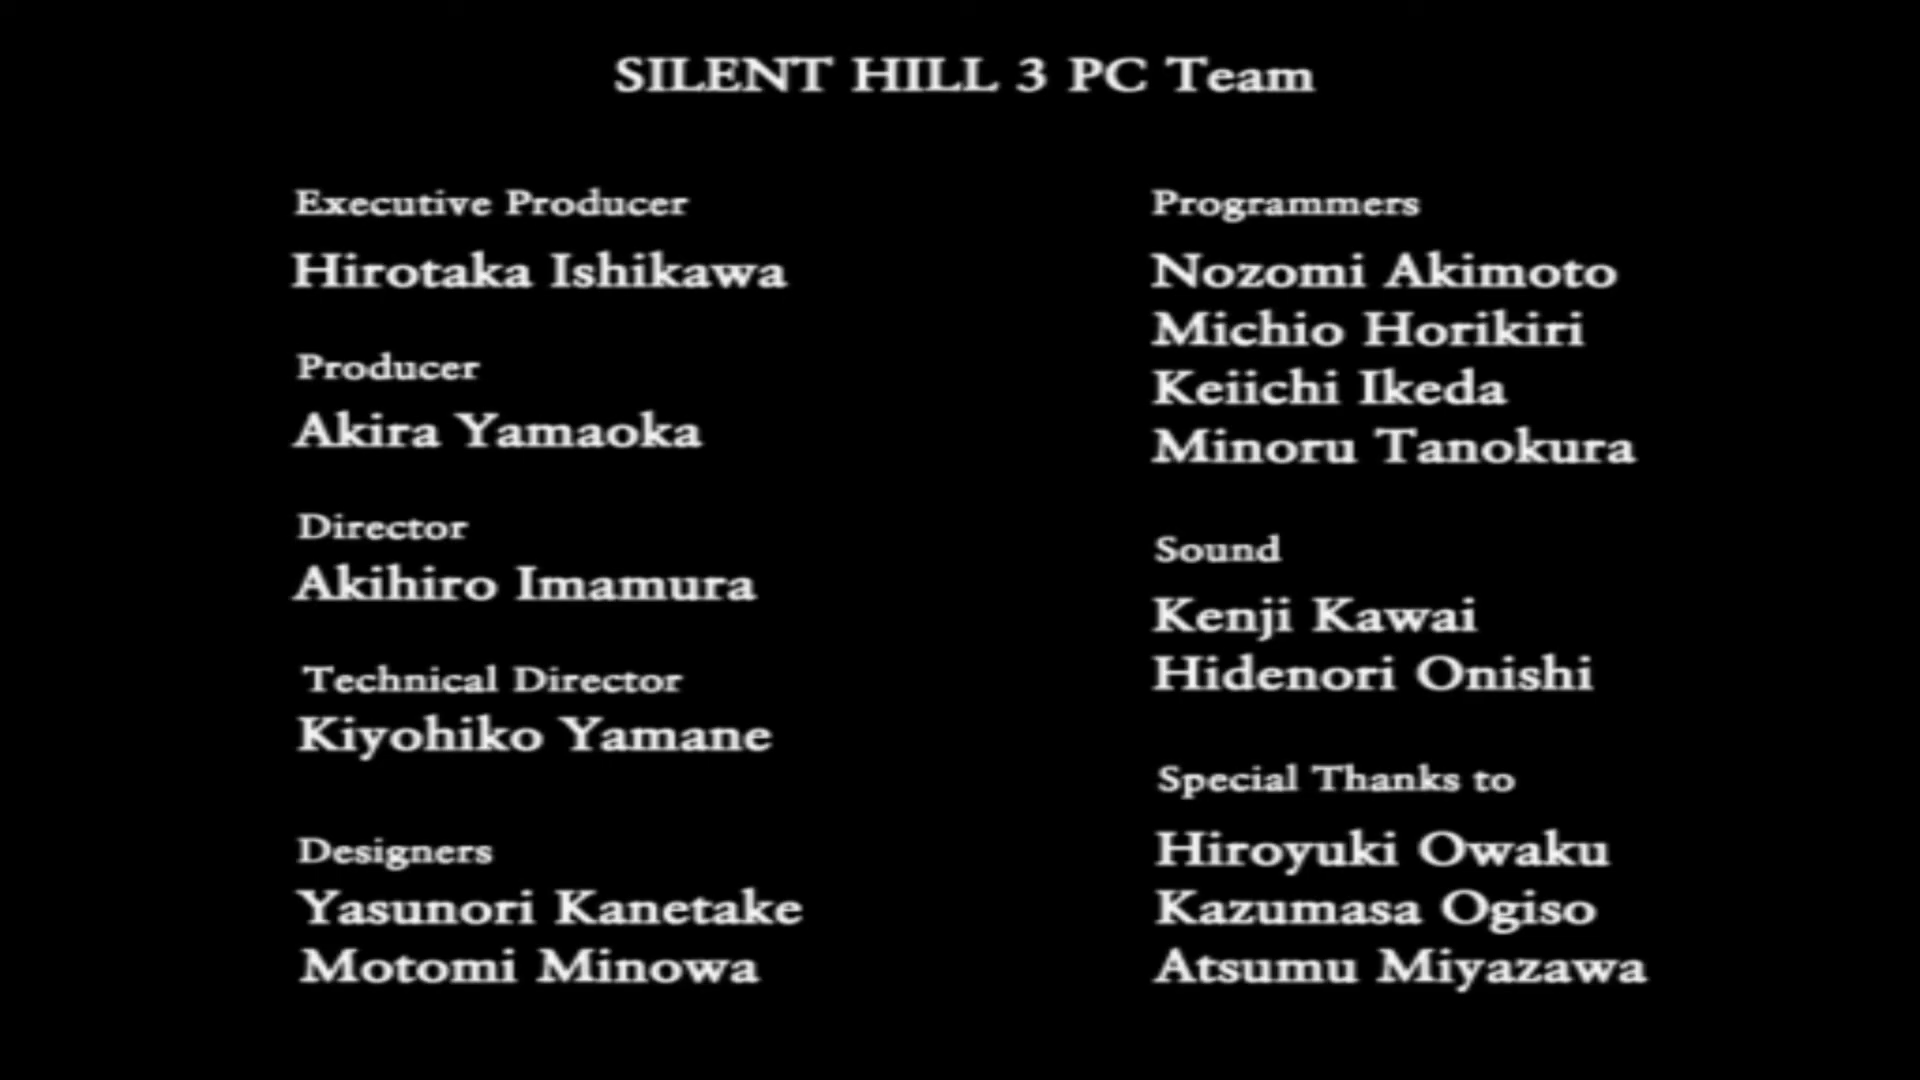 SILENT HILL 3 PC Team
Executive Producer
Hirotaka Ishikawa
Producer
Akira Yamaoka
Director
Akihiro Imamura
Technical Director
Kiyohiko Yamane
Designers
Yasunori Kanetake
Motomi Minowa
Programmers
Nozomi Akimoto
Michio Horikiri
Keiichi Ikeda
Minoru Tanokura
Sound
Kenji Kawai
Hidenori Onishi
Special Thanks to
Hiroyuki Owaku
Kazumasa Ogiso
Atsumu Miyazawa